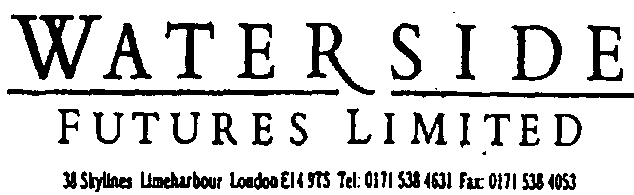 WATERSIDE
FUTURES LIMITED
38 Skylines Limeharbour London E14 9TS Tel: 0171 538 4631 Fax: 0171 538 4053